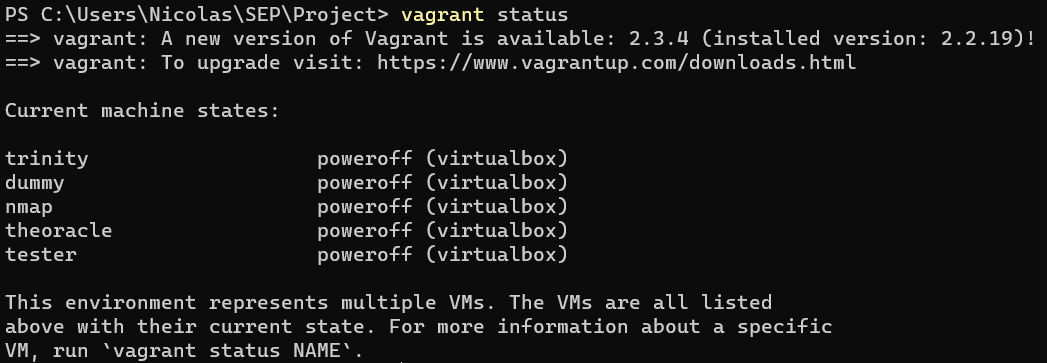 PS C:\Users\Nicolas\SEP\Project> vagrant status
==> vagrant: A new version of Vagrant is available: 2.3.4 (installed version: 2.2.19)!
==> vagrant: To upgrade visit: https://www.vagrantup.com/downloads.html
Current machine states:
trinity                   poweroff (virtualbox)
dummy                     poweroff (virtualbox)
nmap                      poweroff (virtualbox)
theoracle                 poweroff (virtualbox)
tester                    poweroff (virtualbox)
This environment represents multiple VMs. The VMs are all listed
above with their current state. For more information about a specific
VM, run `vagrant status NAME`.